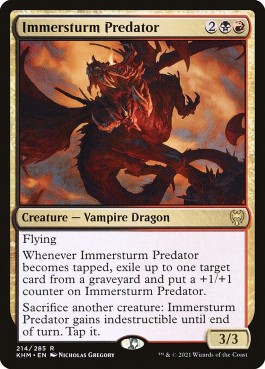 Immersturm Predator 2
Creature — Vampire Dragon
Flying
Whenever Immersturm Predator
becomes tapped, exile up to one target
card from a graveyard and put a +1/+1
counter on Immersturm Predator.
Sacrifice another creature: Immersturm
Predator gains indestructible until end
of turn. Tap it.
3/3
214/285 R
KHM • EN Nicholas Gregory
™ & © 2021 Wizards of the Coast